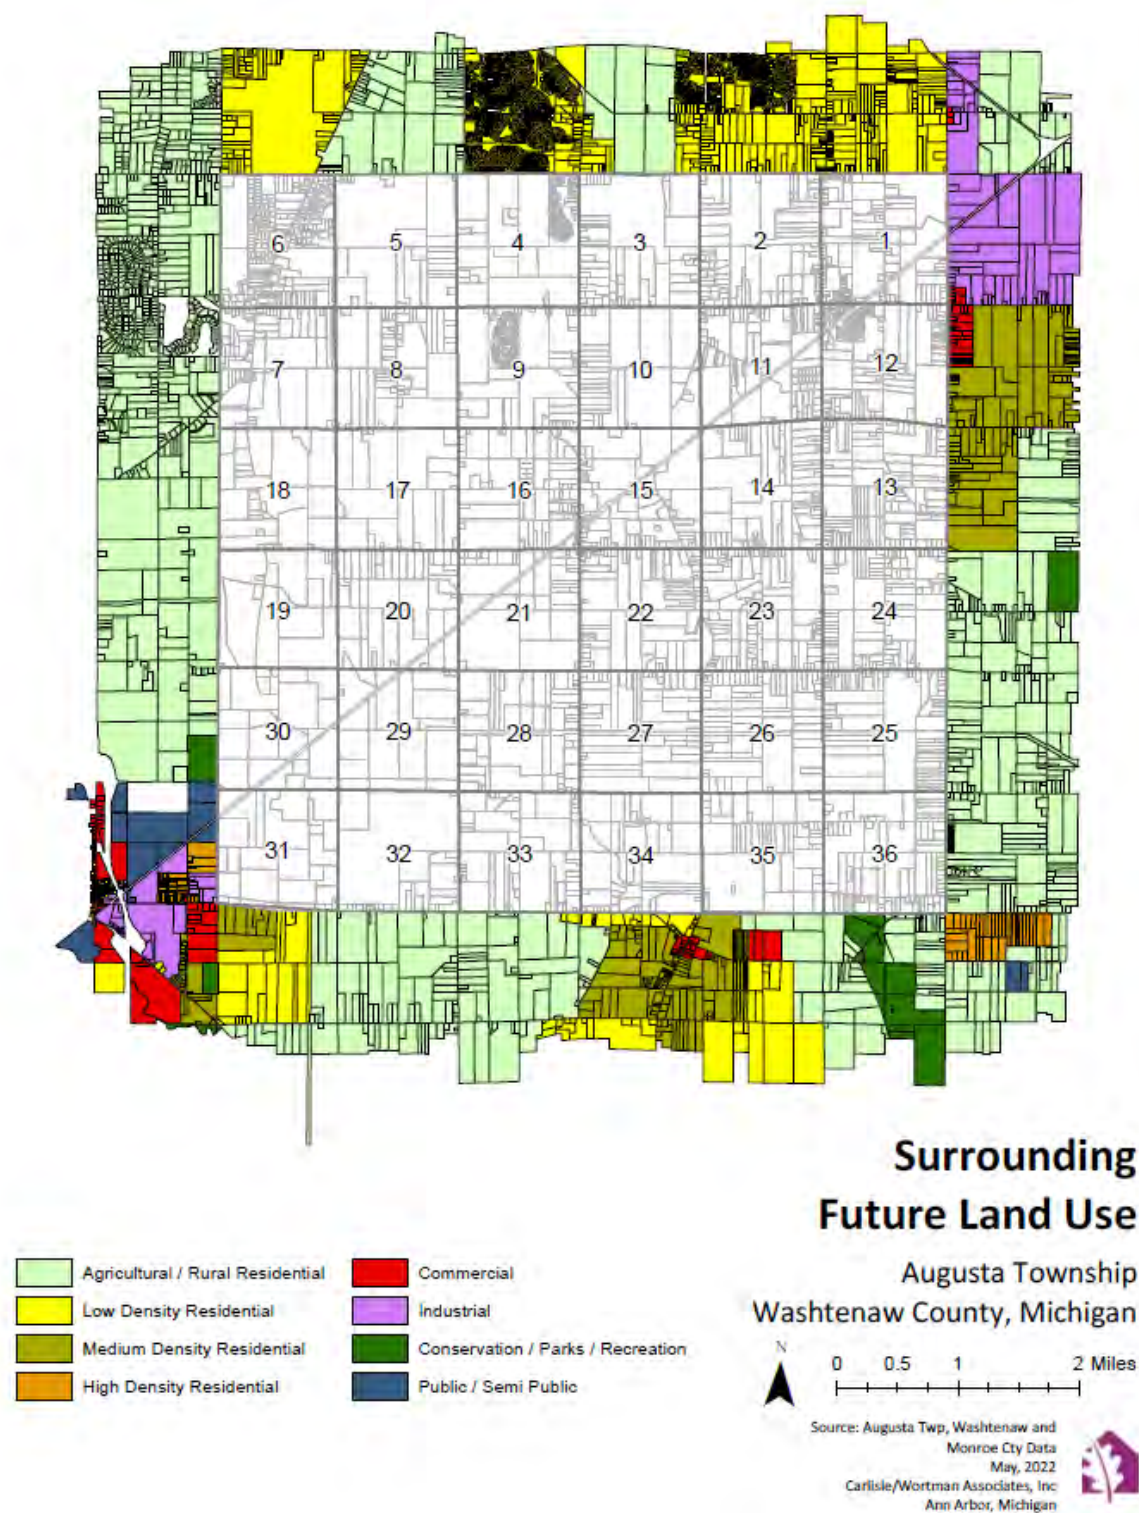 6 5 4 3 2 1
7 8 9 10 11 12
18 17 16 15 14 13
19 20 21 22 23 24
30 29 28 27 26 25
31 32 33 34 35 36
Surrounding
Future Land Use
Augusta Township
Washtenaw County, Michigan
Agricultural / Rural Residential
Low Density Residential
Medium Density Residential
High Density Residential
Commercial
Industrial
Conservation / Parks / Recreation
Public / Semi Public
N
0 0.5 1 2 Miles
Source: Augusta Twp, Washtenaw and
Monroe Cty Data
May, 2022
Carlisle/Wortman Associates, Inc
Ann Arbor, Michigan